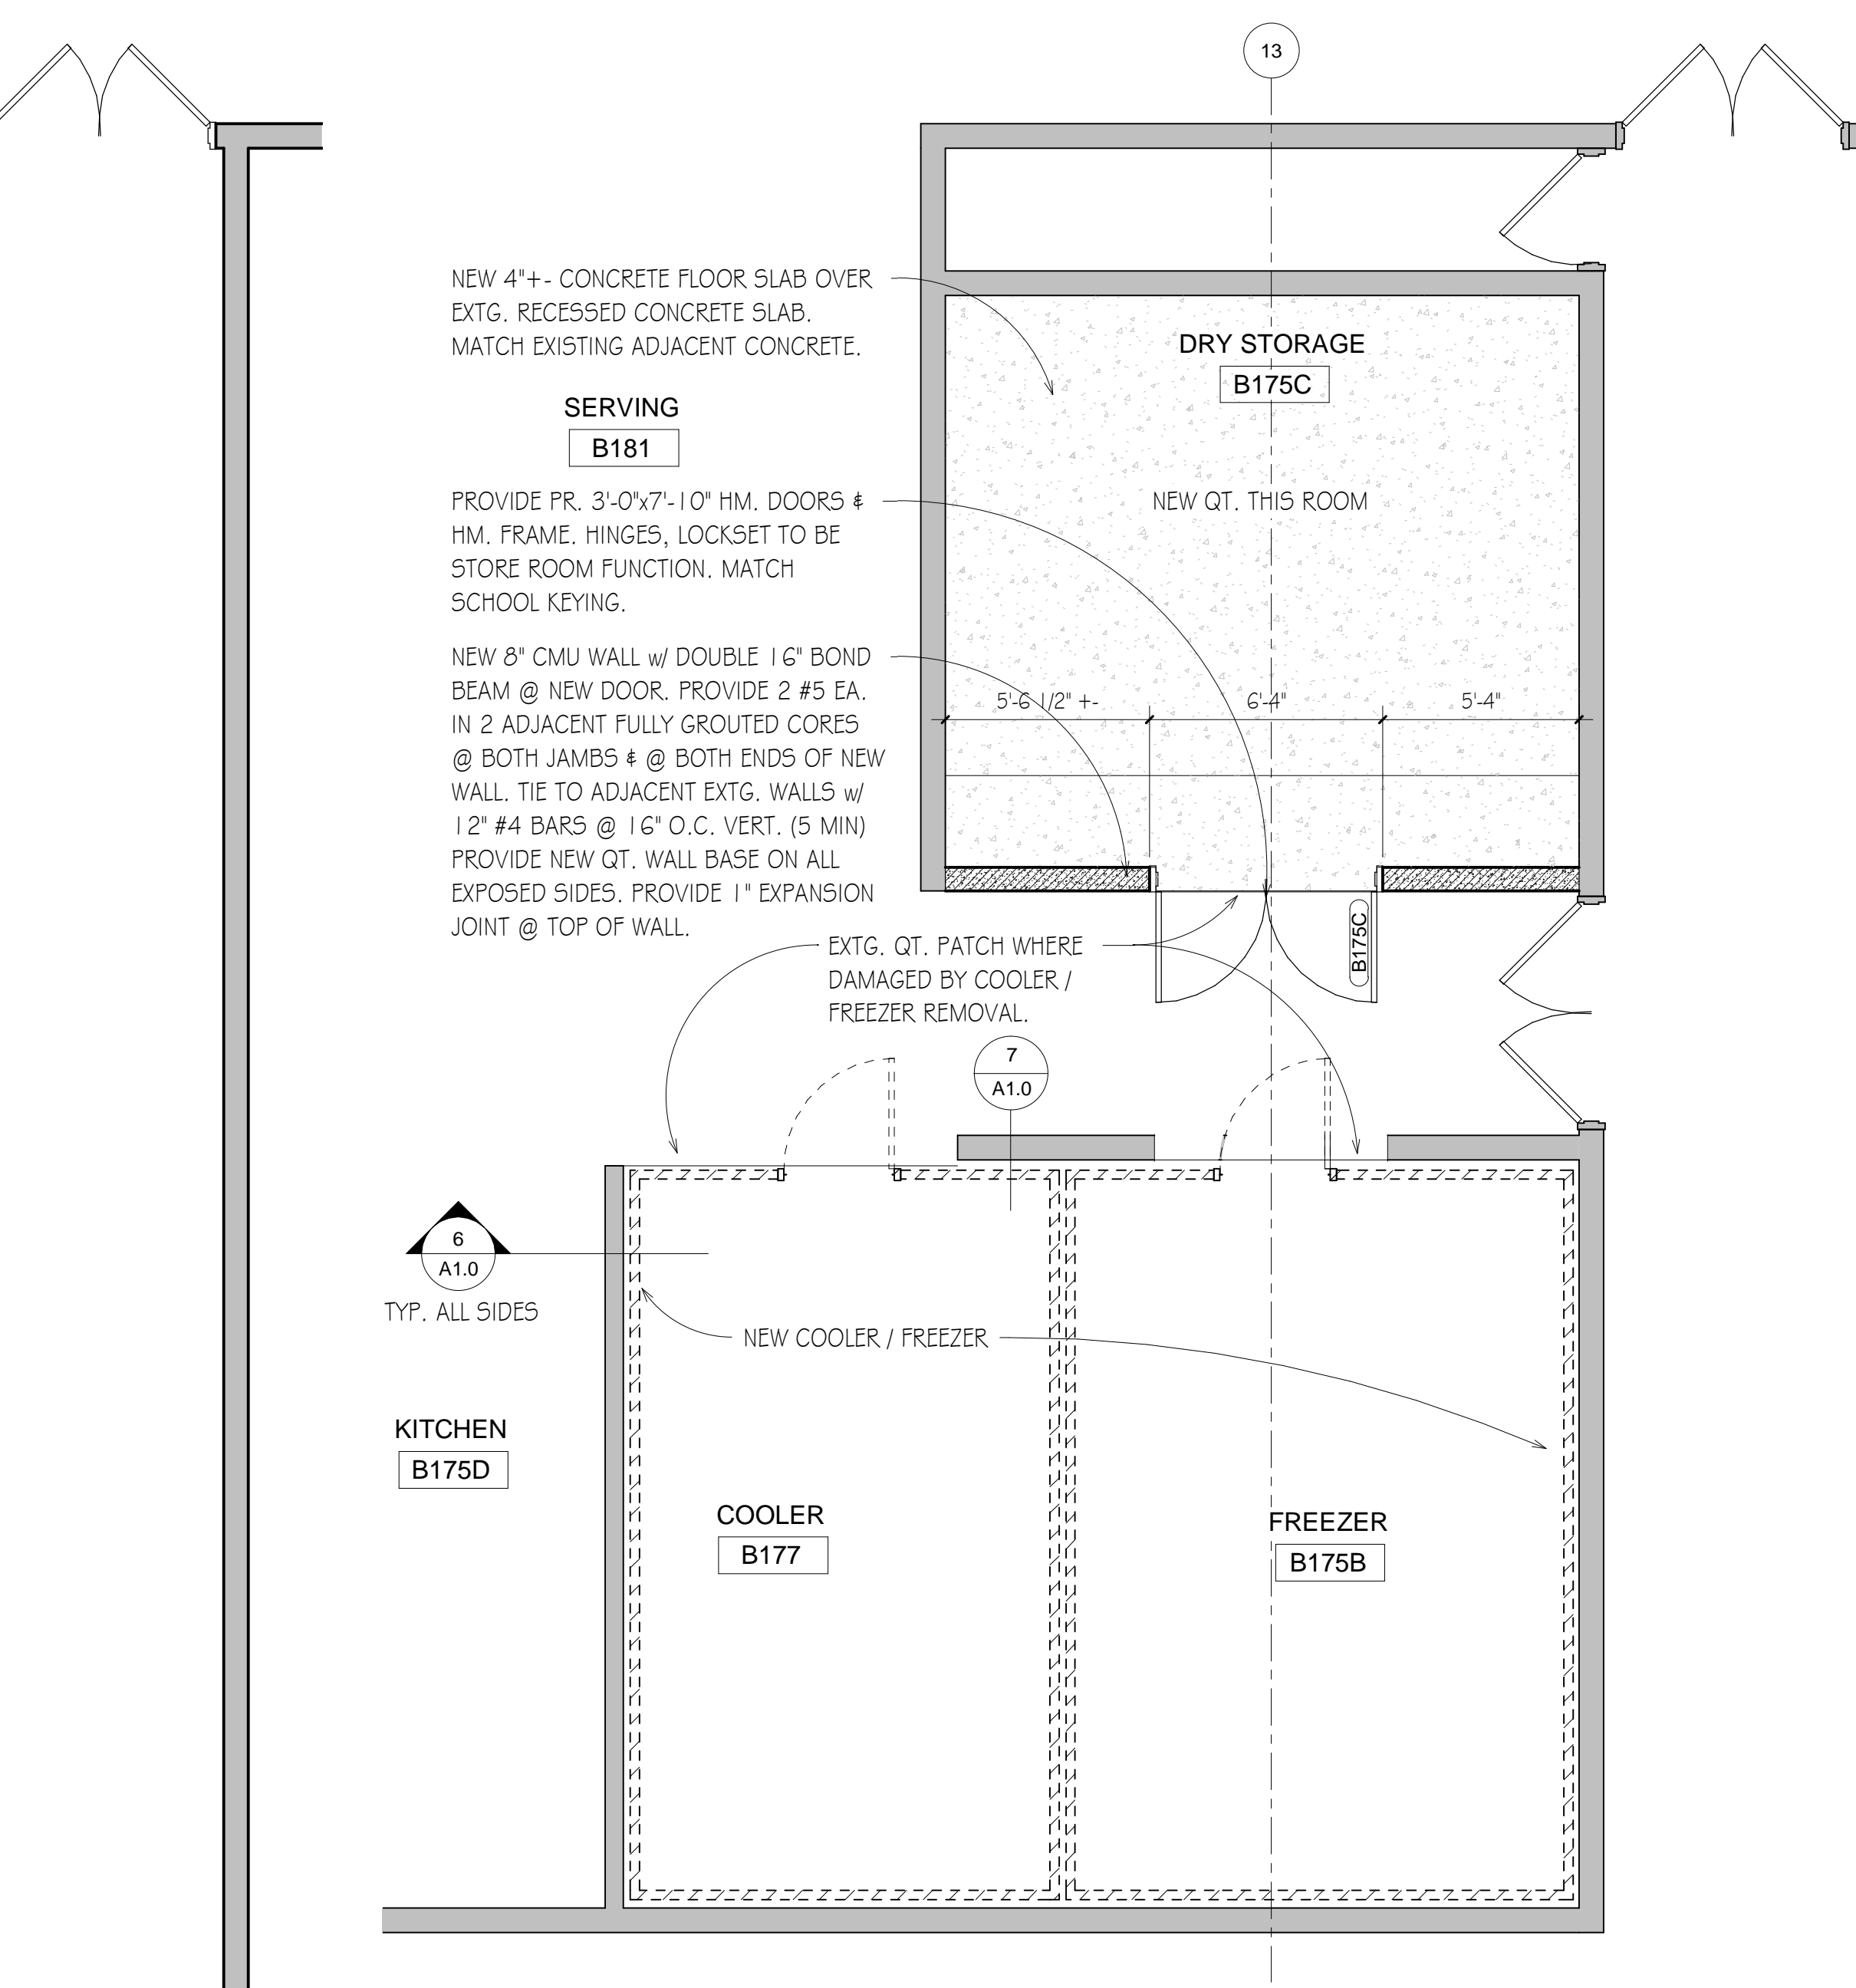 13
NEW 4"+- CONCRETE FLOOR SLAB OVER
EXTG. RECESSED CONCRETE SLAB.
MATCH EXISTING ADJACENT CONCRETE.
DRY STORAGE
B175C
SERVING
B181
NEW QT. THIS ROOM
PROVIDE PR. 3'-0"x7'-10" HM. DOORS &
HM. FRAME. HINGES, LOCKSET TO BE
STORE ROOM FUNCTION. MATCH
SCHOOL KEYING.
NEW 8" CMU WALL w/ DOUBLE 16" BOND
BEAM @ NEW DOOR. PROVIDE 2 #5 EA.
IN 2 ADJACENT FULLY GROUTED CORES
@ BOTH JAMBS & @ BOTH ENDS OF NEW
WALL. TIE TO ADJACENT EXTG. WALLS w/
12" #4 BARS @ 16" O.C. VERT. (5 MIN)
PROVIDE NEW QT. WALL BASE ON ALL
EXPOSED SIDES. PROVIDE 1" EXPANSION
JOINT @ TOP OF WALL.
5'-6 1/2" +-
6'-4"
5'-4"
B175C
EXTG. QT. PATCH WHERE
DAMAGED BY COOLER /
FREEZER REMOVAL.
7
A1.0
6
A1.0
TYP. ALL SIDES
NEW COOLER / FREEZER
KITCHEN
B175D
COOLER
B177
FREEZER
B175B